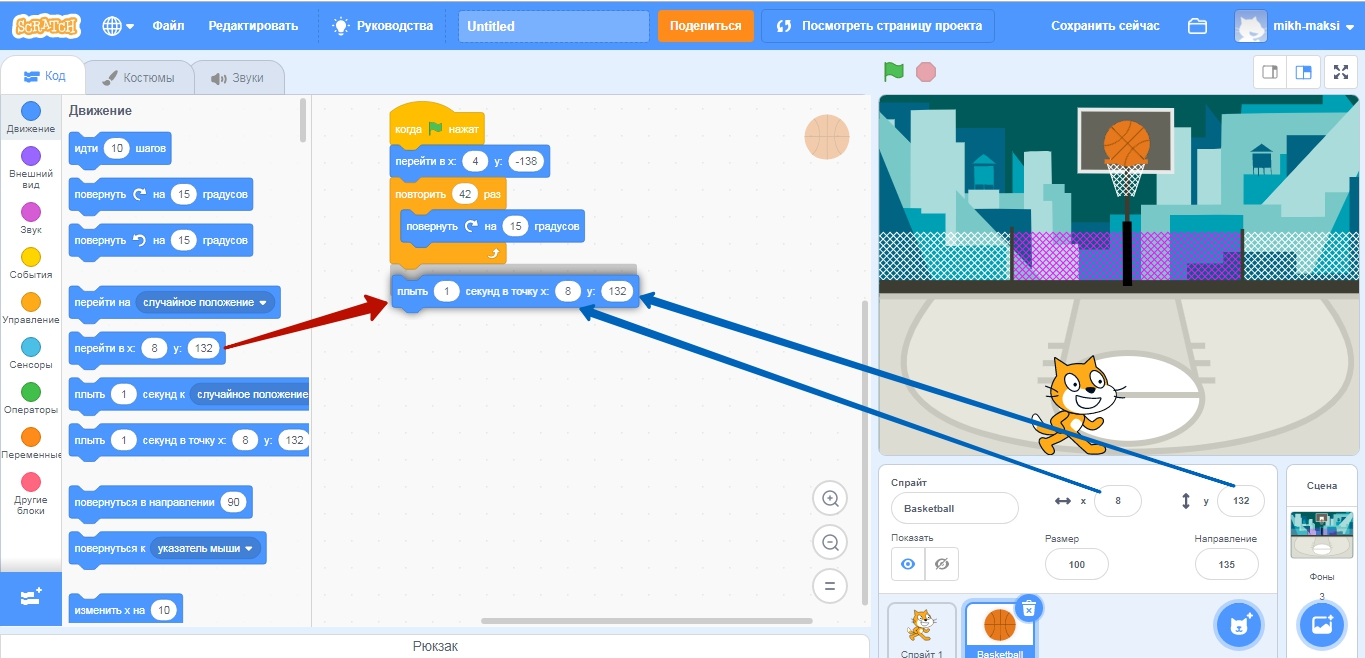 SCRATCH
Файл
Редактировать
Руководства
Untitled
Поделиться
Посмотреть страницу проекта
Сохранить сейчас
mikh-maksi
Код
Костюмы
Звуки
Движение
Внешний
вид
Звук
События
Управление
Сенсоры
Операторы
Переменные
Другие
блоки
Движение
идти 10 шагов
повернуть на 15 градусов
повернуть на 15 градусов
перейти на случайное положение
перейти в x: 8 y: 132
плыть 1 секунд к случайное положение
плыть 1 секунд в точку x: 8 y: 132
повернуться в направлении 90
повернуться к указатель мыши
изменить x на 10
когда нажат
перейти в x: 4 y: -138
повторить 42 раз
повернуть на 15 градусов
плыть 1 секунд в точку x: 8 y: 132
Рюкзак
Спрайт
Basketball
x 8
y 132
Показать
Размер
100
Направление
135
Спрайт 1
Basketball
Сцена
Фоны
3